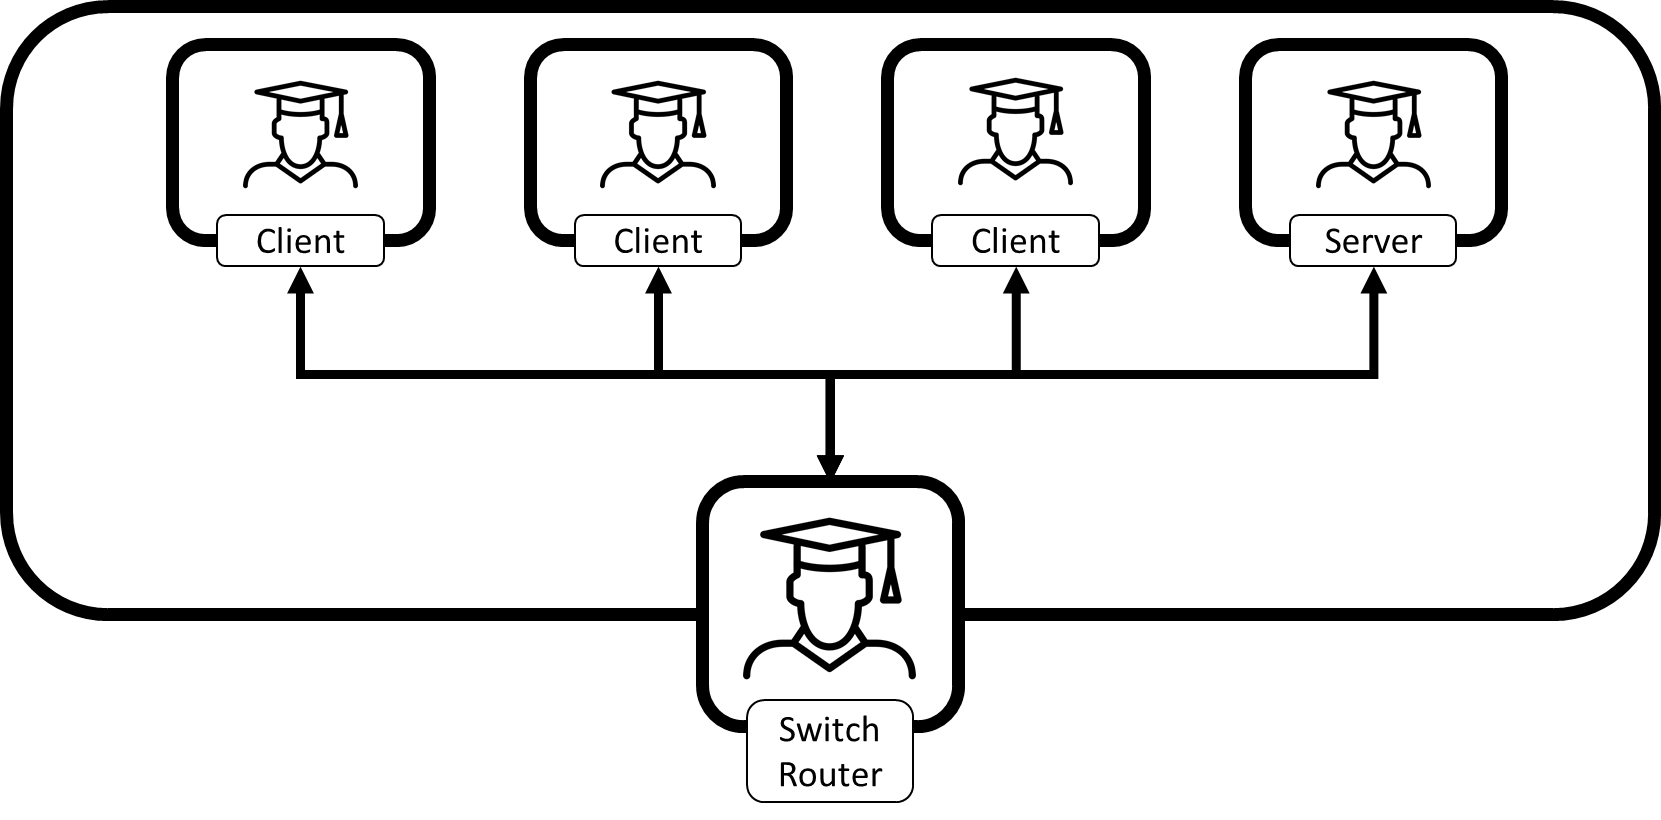 Client
Client
Client
Server
Switch
Router